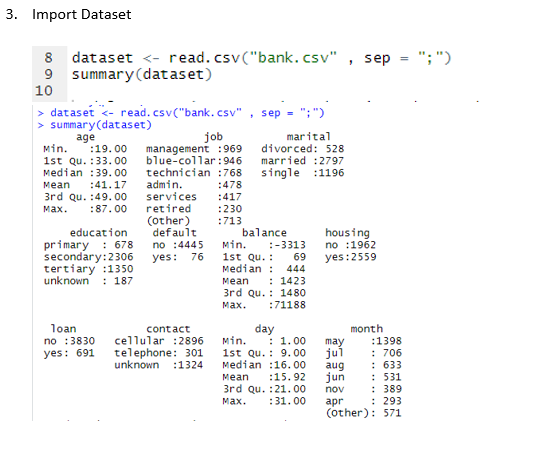 3. Import Dataset
8 dataset <- read.csv("bank.csv" , sep = ";")
9 summary(dataset)
10
> dataset <- read.csv("bank.csv" , sep = ";")
> summary(dataset)
age job marital
Min. :19.00 management :969 divorced: 528
1st Qu.:33.00 blue-collar:946 married :2797
Median :39.00 technician :768 single :1196
Mean :41.17 admin. :478
3rd Qu.:49.00 services :417
Max. :87.00 retired :230
(Other) :713
education default balance housing
primary : 678 no :4445 Min. :-3313 no :1962
secondary:2306 yes: 76 1st Qu.: 69 yes:2559
tertiary :1350 Median : 444
unknown : 187 Mean : 1423
3rd Qu.: 1480
Max. :71188
loan contact day month
no :3830 cellular :2896 Min. : 1.00 may :1398
yes: 691 telephone: 301 1st Qu.: 9.00 jul : 706
unknown :1324 Median :16.00 aug : 633
Mean :15.92 jun : 531
3rd Qu.:21.00 nov : 389
Max. :31.00 apr : 293
(Other): 571